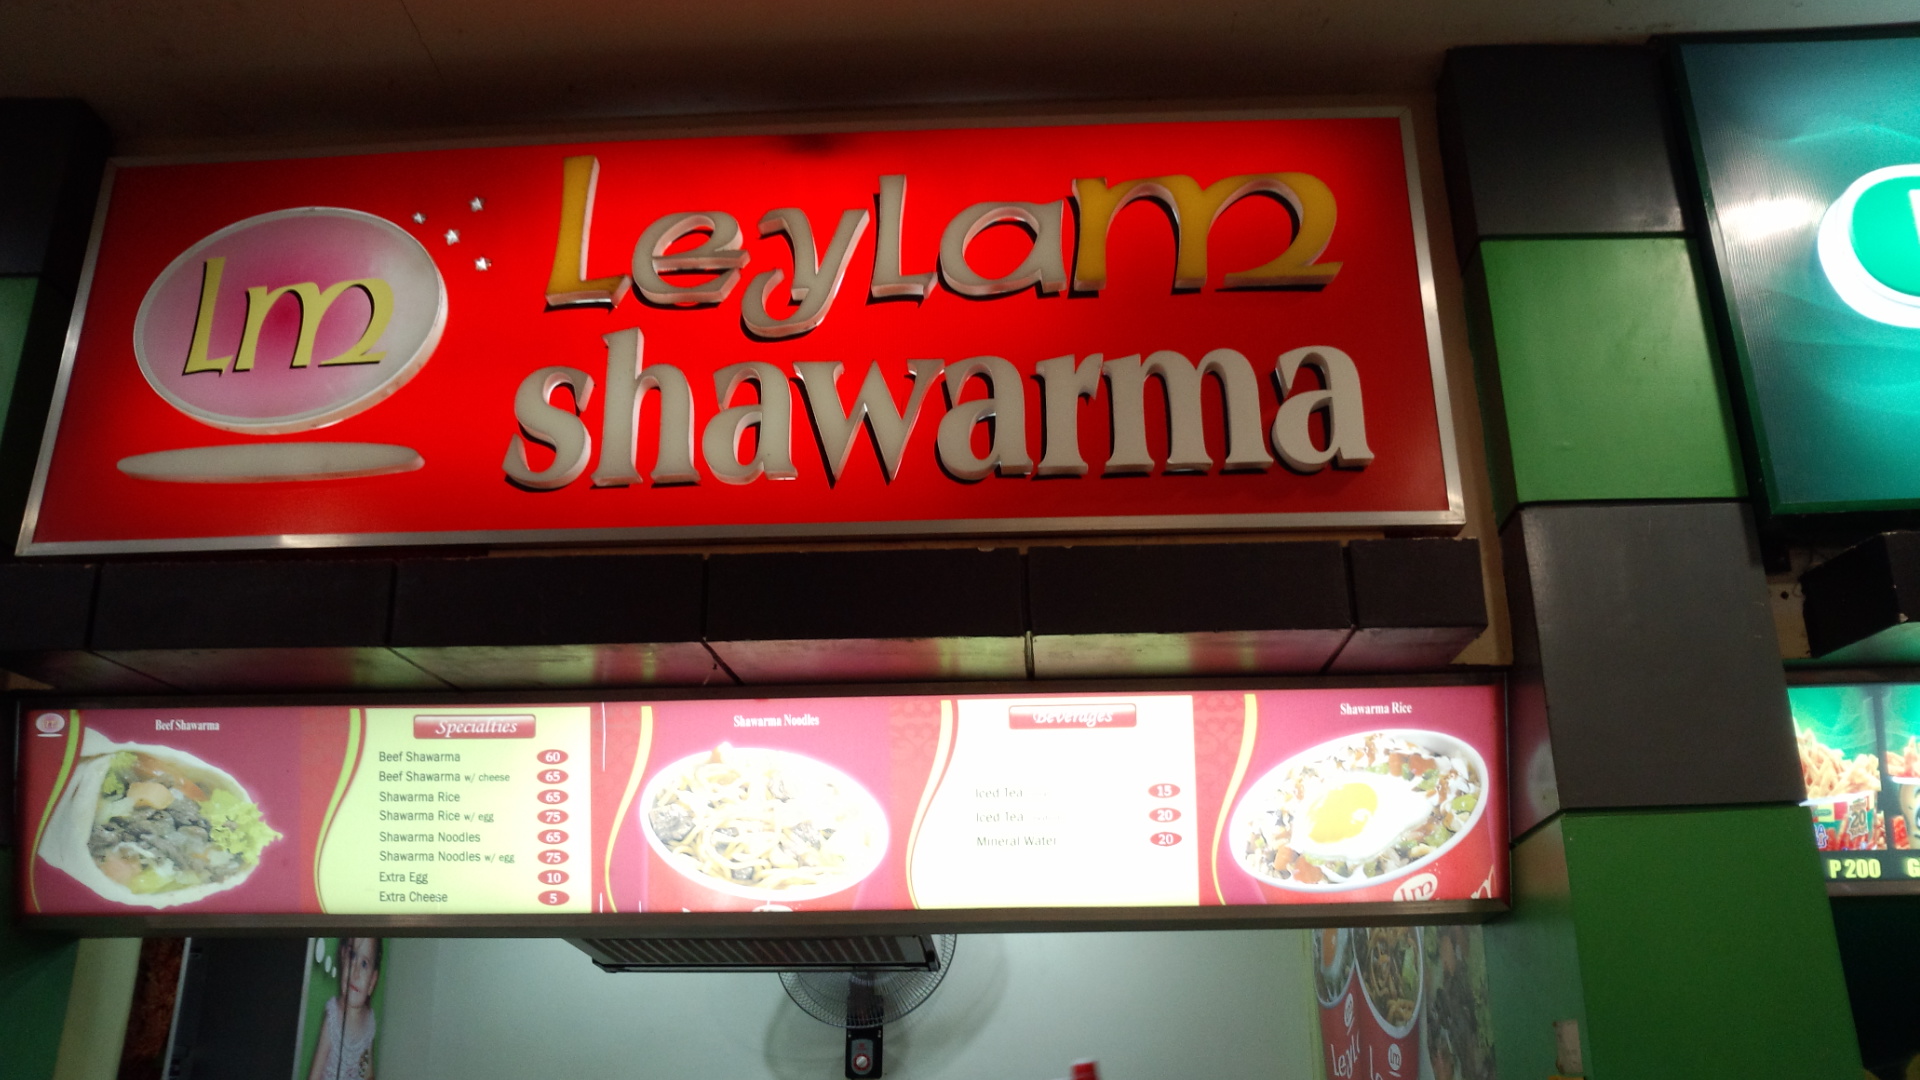 lm
Leylam
shawarma
Beef Shawarma
Specialties
Beef Shawarma 60
Beef Shawarma w/ cheese 65
Shawarma Rice 65
Shawarma Rice w/ egg 75
Shawarma Noodles 65
Shawarma Noodles w/ egg 75
Extra Egg 10
Extra Cheese 5
Shawarma Noodles
Beverages
Iced Tea 15
Iced Tea 20
Mineral Water 20
Shawarma Rice
lm
P200
20